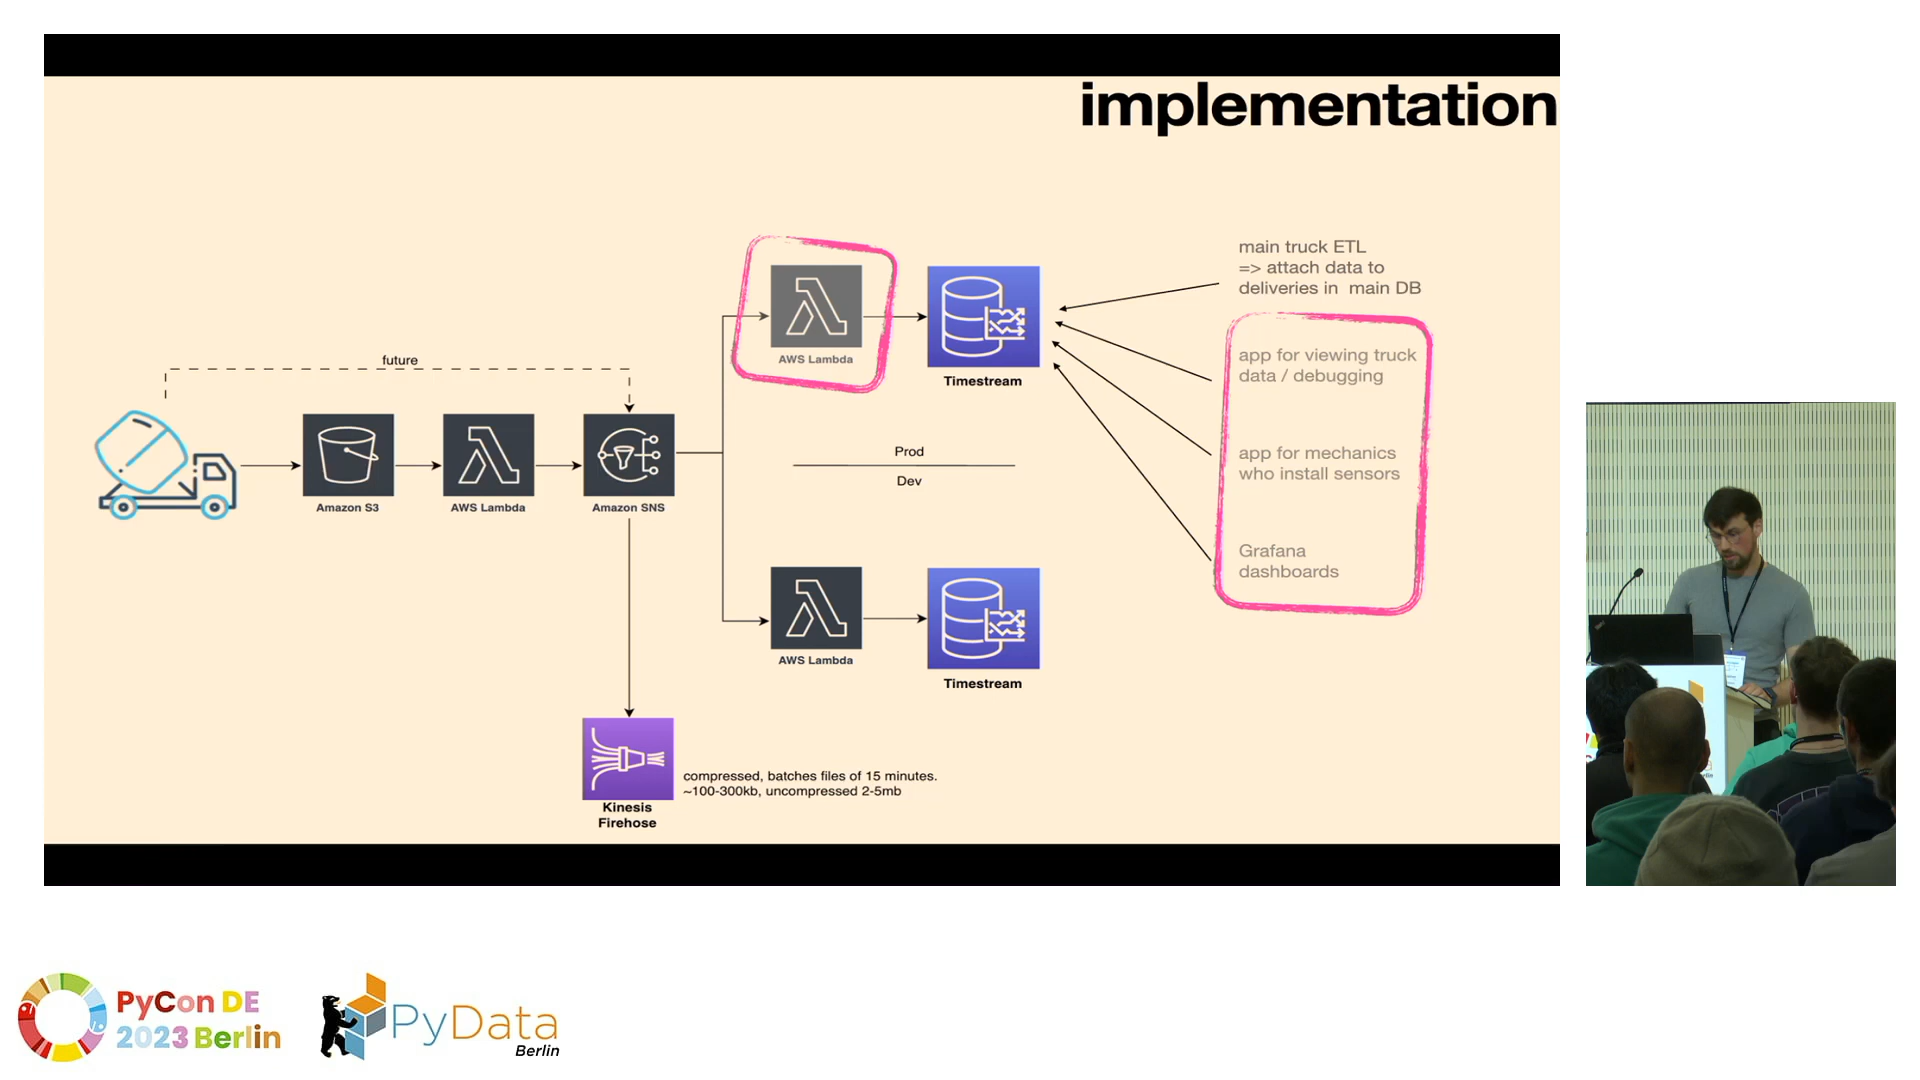 implementation
main truck ETL
=> attach data to
deliveries in main DB
AWS Lambda
Timestream
app for viewing truck
data / debugging
future
app for mechanics
who install sensors
Prod
Dev
Amazon S3
AWS Lambda
Amazon SNS
Grafana
dashboards
AWS Lambda
Timestream
compressed, batches files of 15 minutes.
~100-300kb, uncompressed 2-5mb
Kinesis
Firehose
PyCon DE
2023 Berlin
PyData
Berlin